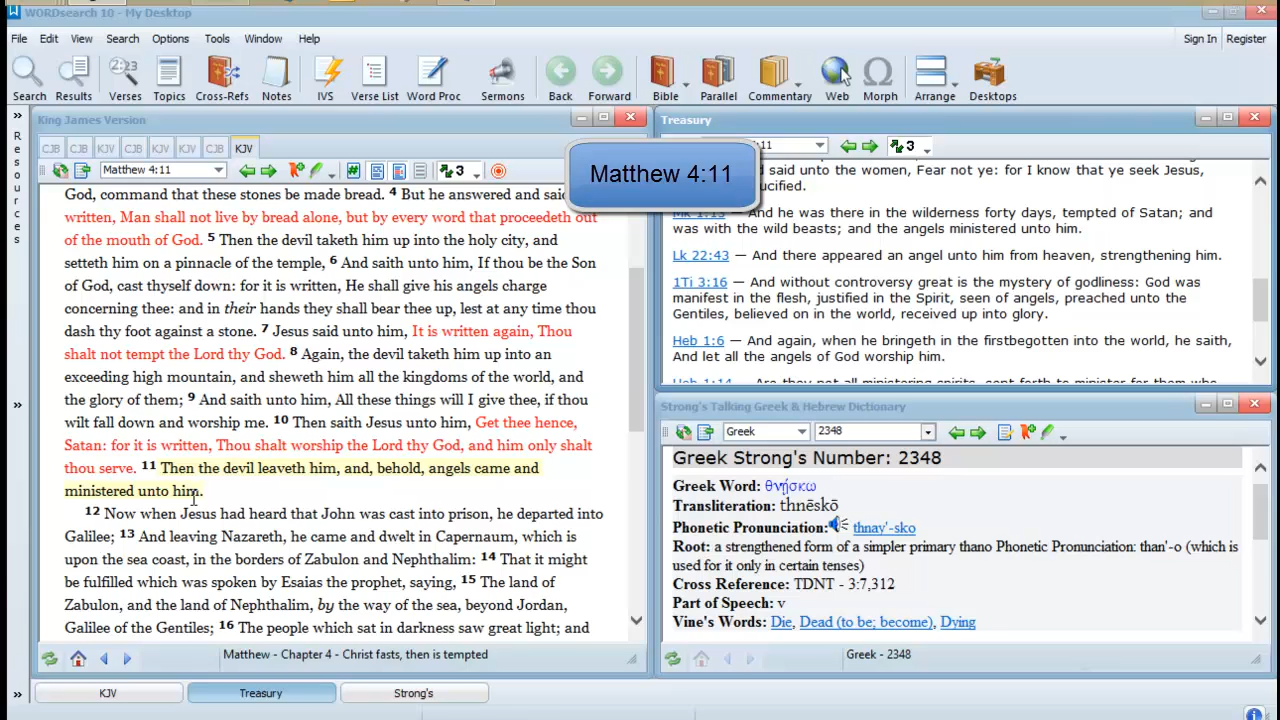 WORDsearch 10 - My Desktop
File Edit View Search Options Tools Window Help Sign In Register
Search Results Verses Topics Cross-Refs Notes IVS Verse List Word Proc Sermons Back Forward Bible Parallel Commentary Web Morph Arrange Desktops
Resources
King James Version
CJB CJB KJV CJB KJV KJV CJB KJV
Matthew 4:11 3
God, command that these stones be made bread. 4 But he answered and said
written, Man shall not live by bread alone, but by every word that proceedeth out
of the mouth of God. 5 Then the devil taketh him up into the holy city, and
setteth him on a pinnacle of the temple, 6 And saith unto him, If thou be the Son
of God, cast thyself down: for it is written, He shall give his angels charge
concerning thee: and in their hands they shall bear thee up, lest at any time thou
dash thy foot against a stone. 7 Jesus said unto him, It is written again, Thou
shalt not tempt the Lord thy God. 8 Again, the devil taketh him up into an
exceeding high mountain, and sheweth him all the kingdoms of the world, and
the glory of them; 9 And saith unto him, All these things will I give thee, if thou
wilt fall down and worship me. 10 Then saith Jesus unto him, Get thee hence,
Satan: for it is written, Thou shalt worship the Lord thy God, and him only shalt
thou serve. 11 Then the devil leaveth him, and, behold, angels came and
ministered unto him.
12 Now when Jesus had heard that John was cast into prison, he departed into
Galilee; 13 And leaving Nazareth, he came and dwelt in Capernaum, which is
upon the sea coast, in the borders of Zabulon and Nephthalim: 14 That it might
be fulfilled which was spoken by Esaias the prophet, saying, 15 The land of
Zabulon, and the land of Nephthalim, by the way of the sea, beyond Jordan,
Galilee of the Gentiles; 16 The people which sat in darkness saw great light; and
Matthew - Chapter 4 - Christ fasts, then is tempted
Matthew 4:11
Treasury
:11 3
said unto the women, Fear not ye: for I know that ye seek Jesus,
ucified.
Mk 1:13 — And he was there in the wilderness forty days, tempted of Satan; and
was with the wild beasts; and the angels ministered unto him.
Lk 22:43 — And there appeared an angel unto him from heaven, strengthening him.
1Ti 3:16 — And without controversy great is the mystery of godliness: God was
manifest in the flesh, justified in the Spirit, seen of angels, preached unto the
Gentiles, believed on in the world, received up into glory.
Heb 1:6 — And again, when he bringeth in the firstbegotten into the world, he saith,
And let all the angels of God worship him.
Heb 1:14 — Are they not all ministering spirits, sent forth to minister for them who
Strong's Talking Greek & Hebrew Dictionary
Greek 2348
Greek Strong's Number: 2348
Greek Word: θνῄσκω
Transliteration: thnēskō
Phonetic Pronunciation: thnay'-sko
Root: a strengthened form of a simpler primary thano Phonetic Pronunciation: than'-o (which is
used for it only in certain tenses)
Cross Reference: TDNT - 3:7,312
Part of Speech: v
Vine's Words: Die, Dead (to be; become), Dying
Greek - 2348
KJV Treasury Strong's